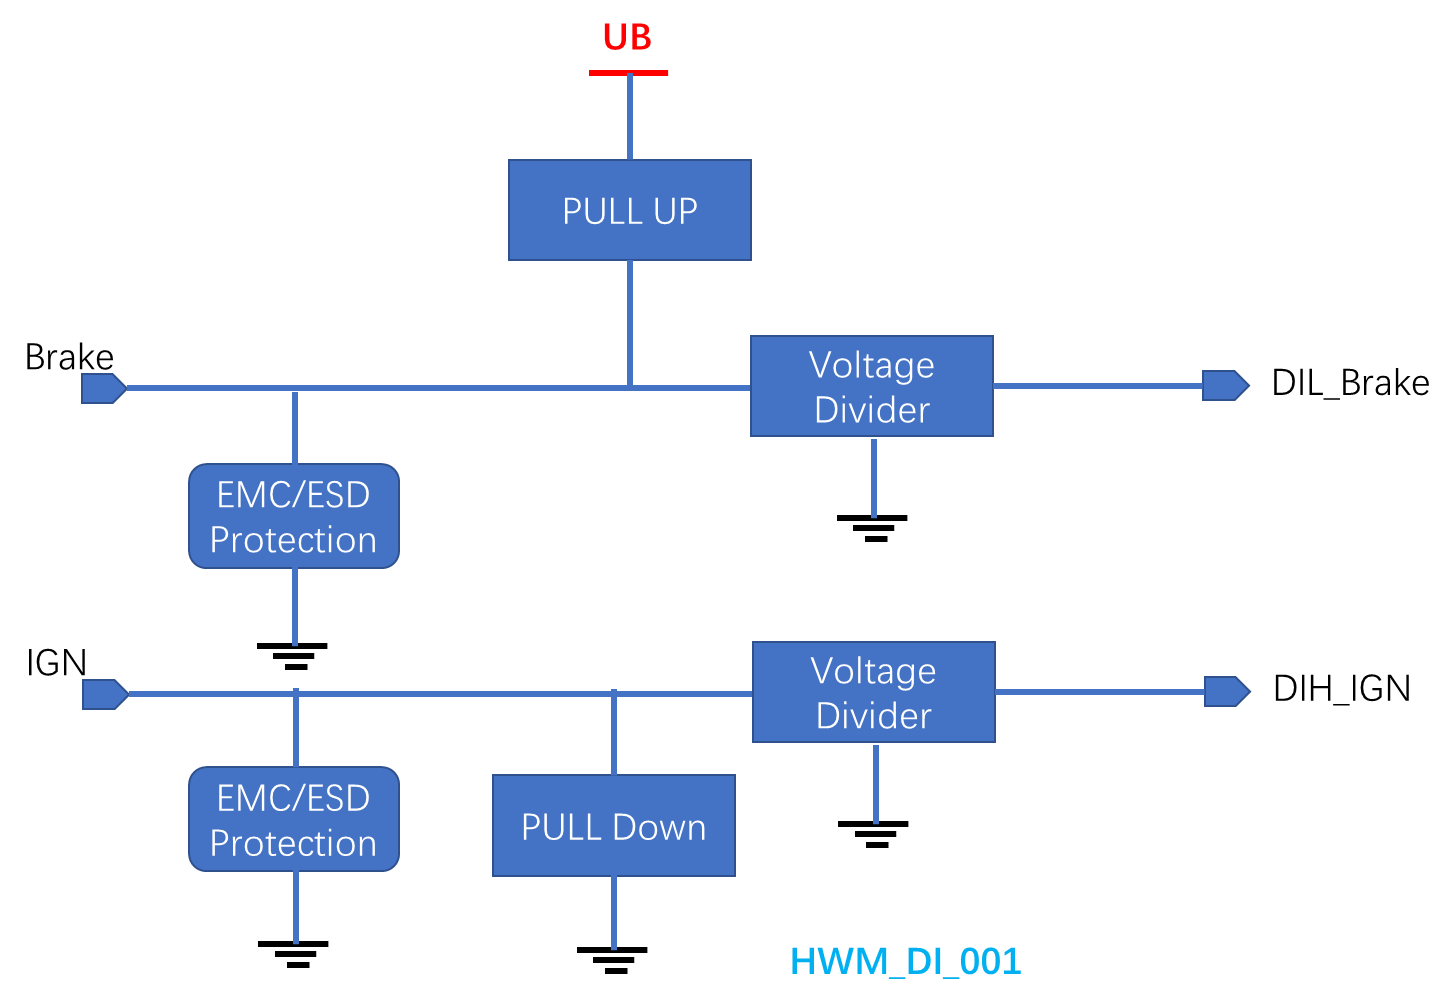 UB
PULL UP
Brake
Voltage
Divider
DIL_Brake
EMC/ESD
Protection
IGN
Voltage
Divider
DIH_IGN
EMC/ESD
Protection
PULL Down
HWM_DI_001